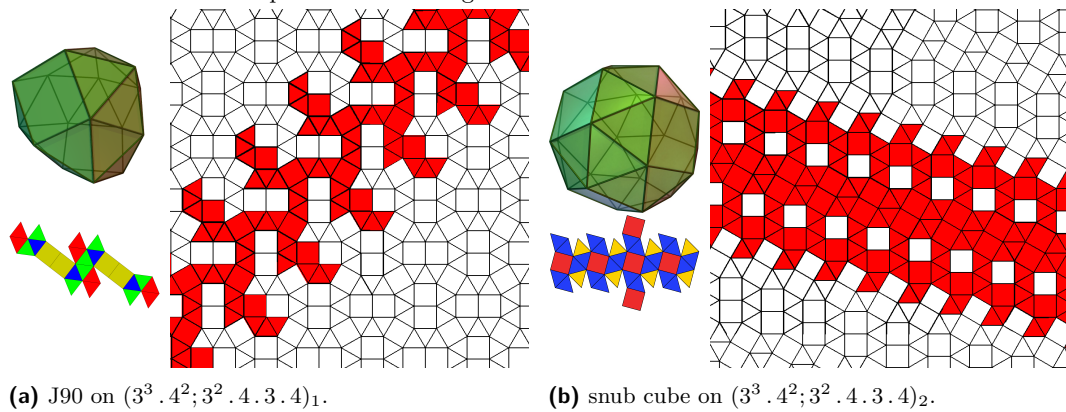 (a) J90 on (3³ . 4²; 3² . 4 . 3 . 4)₁.
(b) snub cube on (3³ . 4²; 3² . 4 . 3 . 4)₂.